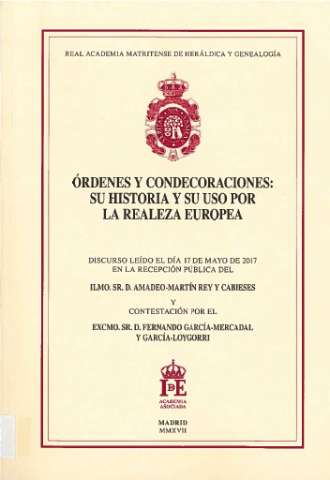 REAL ACADEMIA MATRITENSE DE HERÁLDICA Y GENEALOGÍA
ÓRDENES Y CONDECORACIONES:
SU HISTORIA Y SU USO POR
LA REALEZA EUROPEA
DISCURSO LEÍDO EL DÍA 17 DE MAYO DE 2017
EN LA RECEPCIÓN PÚBLICA DEL
ILMO. SR. D. AMADEO-MARTÍN REY Y CABIESES
Y
CONTESTACIÓN POR EL
EXCMO. SR. D. FERNANDO GARCÍA-MERCADAL
Y GARCÍA-LOYGORRI
IDE
ACADEMIA
ASOCIADA
MADRID
MMXVII